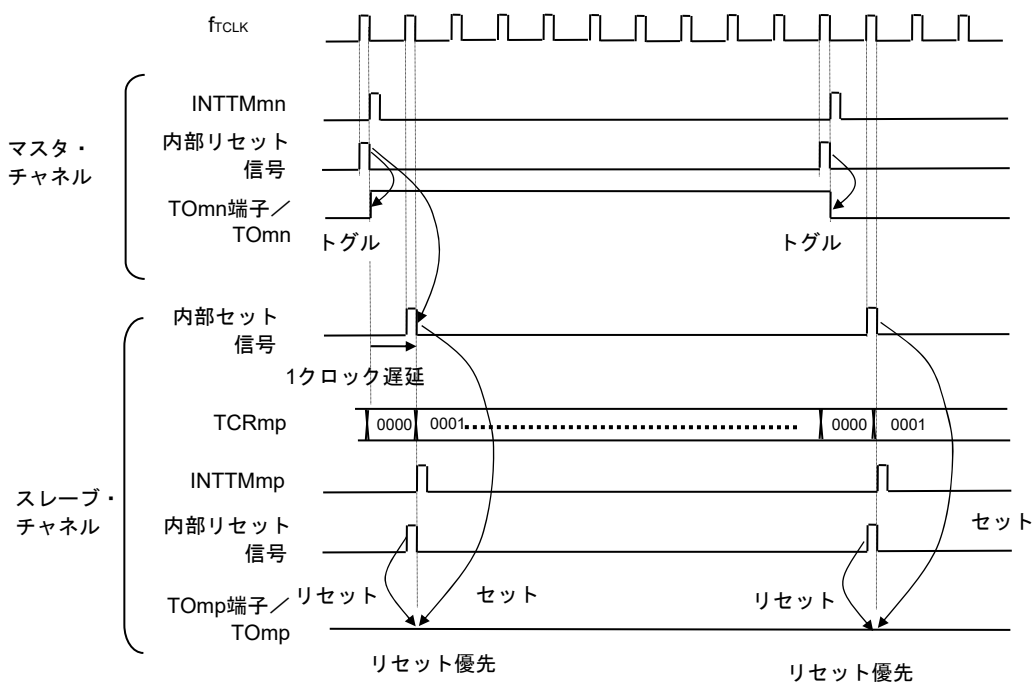 fTCLK
マスタ・
チャネル
INTTMmn
内部リセット
信号
TOmn端子／
TOmn
トグル
トグル
スレーブ・
チャネル
内部セット
信号
1クロック遅延
TCRmp
0000
0001
0000
0001
INTTMmp
内部リセット
信号
セット
リセット
セット
リセット
TOmp端子／
TOmp
リセット優先
リセット優先